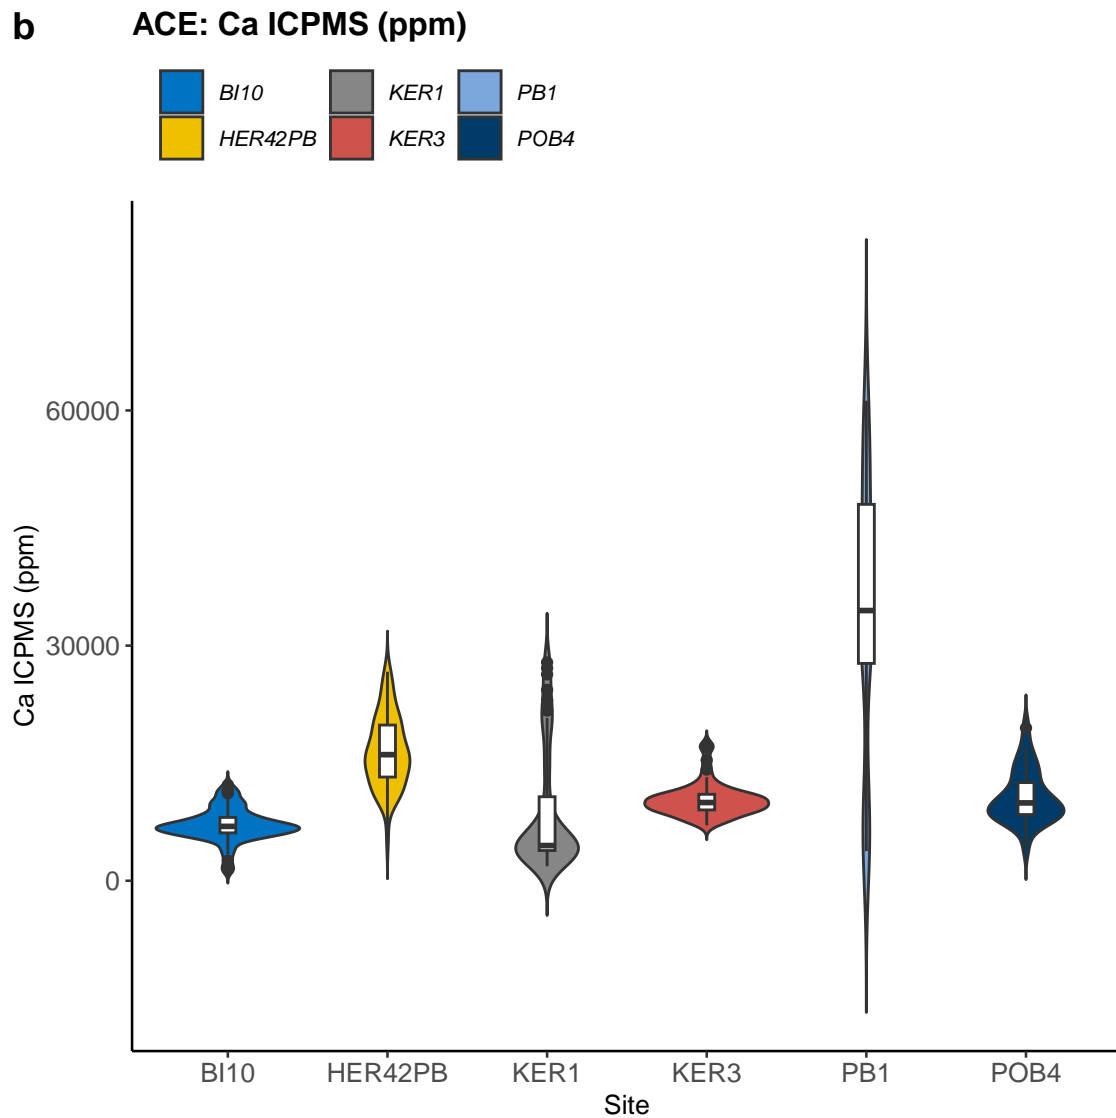 b ACE: Ca ICPMS (ppm)
BI10 KER1 PB1
HER42PB KER3 POB4
60000
30000
0
Ca ICPMS (ppm)
BI10 HER42PB KER1 KER3 PB1 POB4
Site